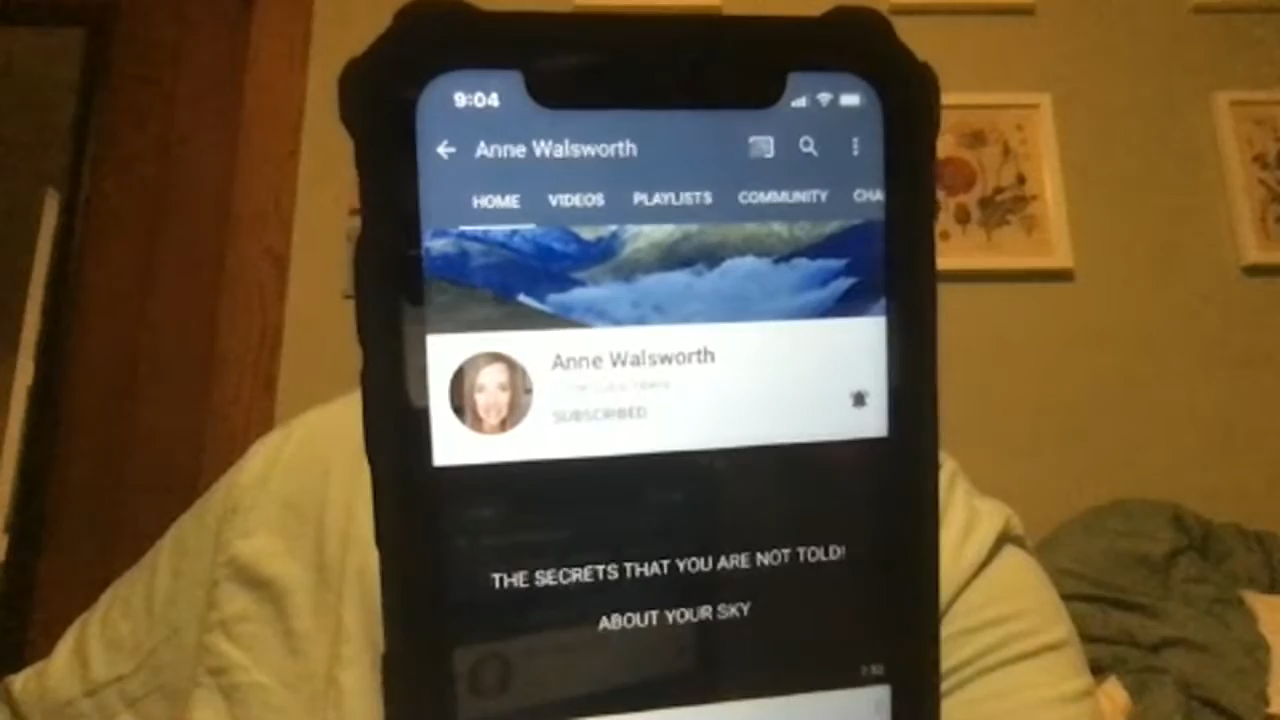 9:04
Anne Walsworth
HOME VIDEOS PLAYLISTS COMMUNITY CHA
Anne Walsworth
SUBSCRIBED
THE SECRETS THAT YOU ARE NOT TOLD!
ABOUT YOUR SKY